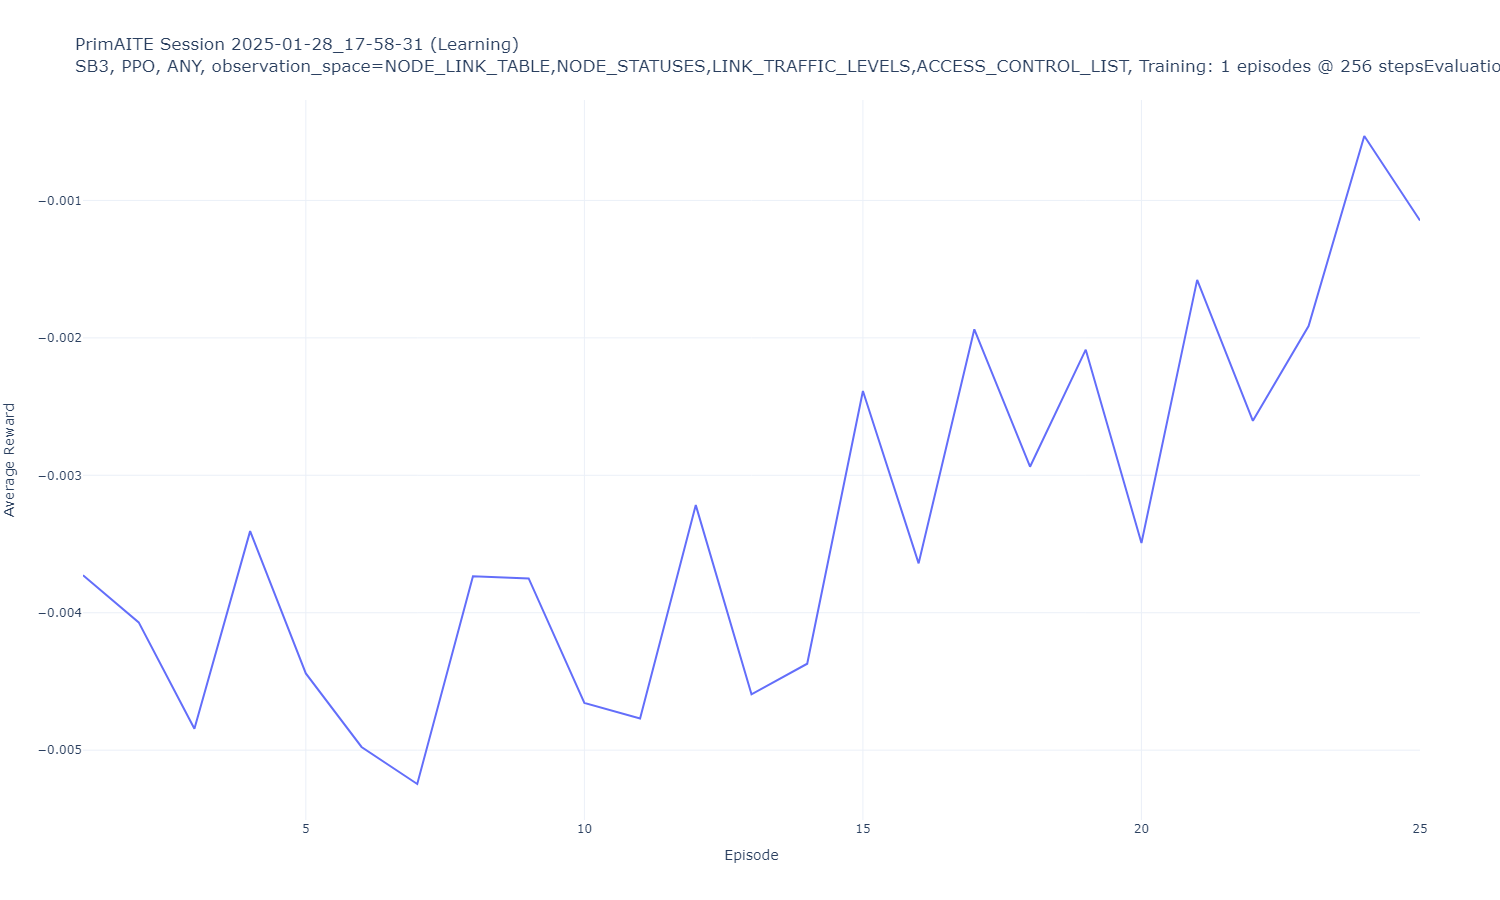 PrimAITE Session 2025-01-28_17-58-31 (Learning)
SB3, PPO, ANY, observation_space=NODE_LINK_TABLE,NODE_STATUSES,LINK_TRAFFIC_LEVELS,ACCESS_CONTROL_LIST, Training: 1 episodes @ 256 stepsEvaluatio
−0.001
−0.002
−0.003
−0.004
−0.005
Average Reward
5
10
15
20
25
Episode